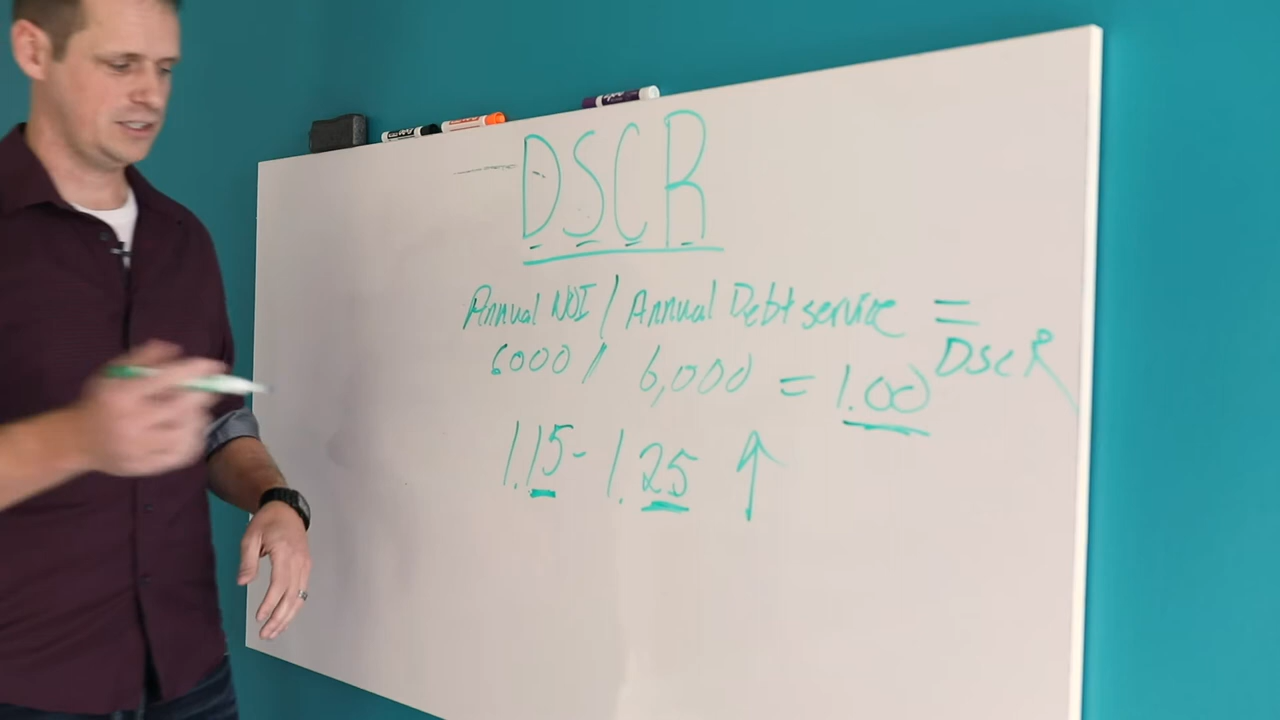 DSCR
Annual NOI / Annual Debt service =
DSCR
6000 / 6,000 = 1.00
1.15 - 1.25 ↑